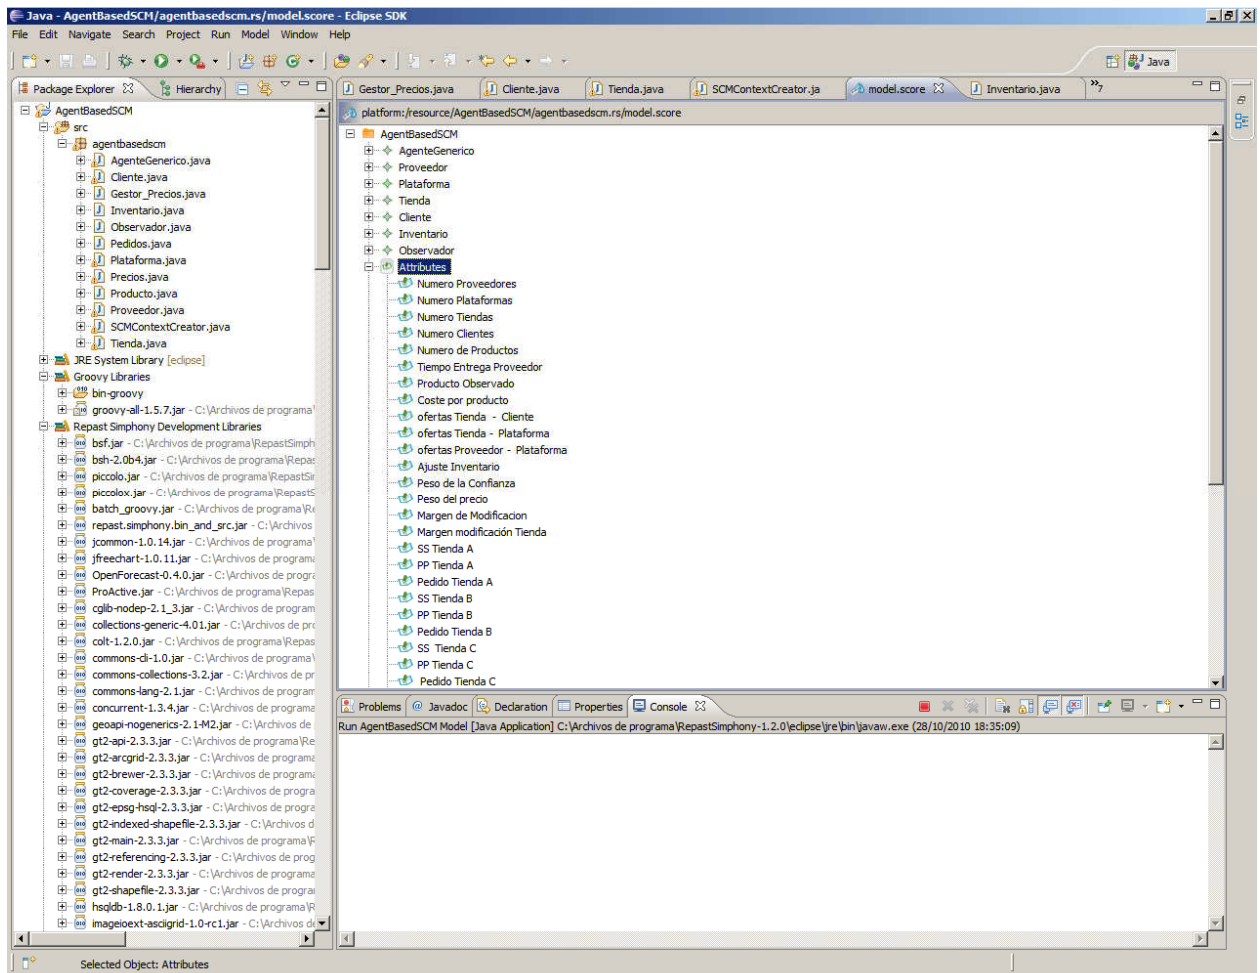 Java - AgentBasedSCM/agentbasedscm.rs/model.score - Eclipse SDK
File Edit Navigate Search Project Run Model Window Help
Java
Package Explorer
Hierarchy
Gestor_Precios.java
Cliente.java
Tienda.java
SCMContextCreator.ja
model.score
Inventario.java
»7
AgentBasedSCM
src
agentbasedscm
AgenteGenerico.java
Cliente.java
Gestor_Precios.java
Inventario.java
Observador.java
Pedidos.java
Plataforma.java
Precios.java
Producto.java
Proveedor.java
SCMContextCreator.java
Tienda.java
JRE System Library [eclipse]
Groovy Libraries
bin-groovy
groovy-all-1.5.7.jar - C:\Archivos de programa\
Repast Simphony Development Libraries
bsf.jar - C:\Archivos de programa\RepastSimph
bsh-2.0b4.jar - C:\Archivos de programa\Repas
piccolo.jar - C:\Archivos de programa\RepastSi
piccolox.jar - C:\Archivos de programa\RepastS
batch_groovy.jar - C:\Archivos de programa\Re
repast.simphony.bin_and_src.jar - C:\Archivos
jcommon-1.0.14.jar - C:\Archivos de programa\
jfreechart-1.0.11.jar - C:\Archivos de programa
OpenForecast-0.4.0.jar - C:\Archivos de progra
ProActive.jar - C:\Archivos de programa\Repas
cglib-nodep-2.1_3.jar - C:\Archivos de program
collections-generic-4.01.jar - C:\Archivos de pro
colt-1.2.0.jar - C:\Archivos de programa\Repas
commons-cli-1.0.jar - C:\Archivos de programa\
commons-collections-3.2.jar - C:\Archivos de pr
commons-lang-2.1.jar - C:\Archivos de program
concurrent-1.3.4.jar - C:\Archivos de programa
geoapi-nogenerics-2.1-M2.jar - C:\Archivos de
gt2-api-2.3.3.jar - C:\Archivos de programa\Re
gt2-arcgrid-2.3.3.jar - C:\Archivos de programa
gt2-brewer-2.3.3.jar - C:\Archivos de programa
gt2-coverage-2.3.3.jar - C:\Archivos de progra
gt2-epsg-hsql-2.3.3.jar - C:\Archivos de progra
gt2-indexed-shapefile-2.3.3.jar - C:\Archivos d
gt2-main-2.3.3.jar - C:\Archivos de programa\R
gt2-referencing-2.3.3.jar - C:\Archivos de prog
gt2-render-2.3.3.jar - C:\Archivos de programa
gt2-shapefile-2.3.3.jar - C:\Archivos de progra
hsqldb-1.8.0.1.jar - C:\Archivos de programa\R
imageioext-asciigrid-1.0-rc1.jar - C:\Archivos de
platform:/resource/AgentBasedSCM/agentbasedscm.rs/model.score
AgentBasedSCM
AgenteGenerico
Proveedor
Plataforma
Tienda
Cliente
Inventario
Observador
Attributes
Numero Proveedores
Numero Plataformas
Numero Tiendas
Numero Clientes
Numero de Productos
Tiempo Entrega Proveedor
Producto Observado
Coste por producto
ofertas Tienda - Cliente
ofertas Tienda - Plataforma
ofertas Proveedor - Plataforma
Ajuste Inventario
Peso de la Confianza
Peso del precio
Margen de Modificacion
Margen modificación Tienda
SS Tienda A
PP Tienda A
Pedido Tienda A
SS Tienda B
PP Tienda B
Pedido Tienda B
SS Tienda C
PP Tienda C
Pedido Tienda C
Problems @ Javadoc Declaration Properties Console
Run AgentBasedSCM Model [Java Application] C:\Archivos de programa\RepastSimphony-1.2.0\eclipse\jre\bin\javaw.exe (28/10/2010 18:35:09)
Selected Object: Attributes